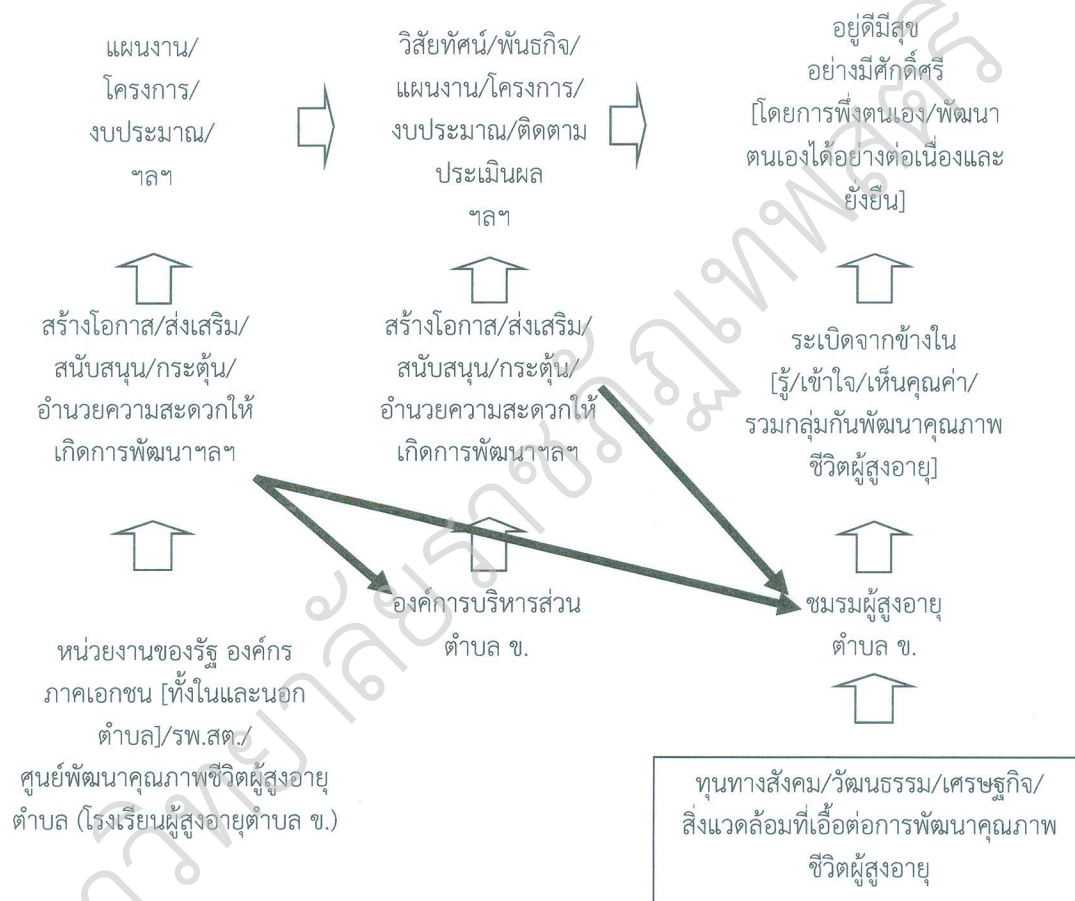 แผนงาน/
โครงการ/
งบประมาณ/
ฯลฯ
วิสัยทัศน์/พันธกิจ/
แผนงาน/โครงการ/
งบประมาณ/ติดตาม
ประเมินผล
ฯลฯ
อยู่ดีมีสุข
อย่างมีศักดิ์ศรี
[โดยการพึ่งตนเอง/พัฒนา
ตนเองได้อย่างต่อเนื่องและ
ยั่งยืน]
สร้างโอกาส/ส่งเสริม/
สนับสนุน/กระตุ้น/
อำนวยความสะดวกให้
เกิดการพัฒนาฯลฯ
สร้างโอกาส/ส่งเสริม/
สนับสนุน/กระตุ้น/
อำนวยความสะดวกให้
เกิดการพัฒนาฯลฯ
ระเบิดจากข้างใน
[รู้/เข้าใจ/เห็นคุณค่า/
รวมกลุ่มกันพัฒนาคุณภาพ
ชีวิตผู้สูงอายุ]
หน่วยงานของรัฐ องค์กร
ภาคเอกชน [ทั้งในและนอก
ตำบล]/รพ.สต./
ศูนย์พัฒนาคุณภาพชีวิตผู้สูงอายุ
ตำบล (โรงเรียนผู้สูงอายุตำบล ข.)
องค์การบริหารส่วน
ตำบล ข.
ชมรมผู้สูงอายุ
ตำบล ข.
ทุนทางสังคม/วัฒนธรรม/เศรษฐกิจ/
สิ่งแวดล้อมที่เอื้อต่อการพัฒนาคุณภาพ
ชีวิตผู้สูงอายุ
วิทยาลัยราชภัฏเทพสตรี